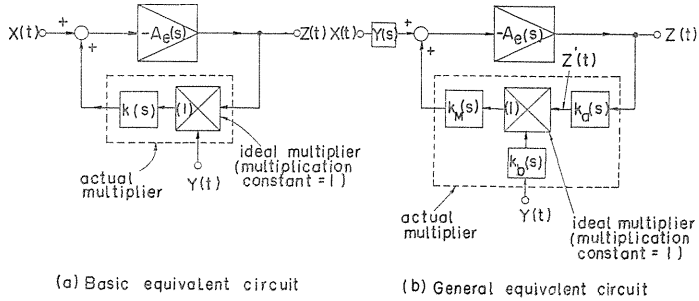 X(t)
+
+
-Ae(s)
Z(t)
k(s)
(1)
Y(t)
actual
multiplier
ideal multiplier
(multiplication
constant = 1)
(a) Basic equivalent circuit
X(t)
γ(s)
+
+
-Ae(s)
Z(t)
Z'(t)
kM(s)
(1)
ka(s)
kb(s)
Y(t)
actual
multiplier
ideal multiplier
(multiplication
constant = 1)
(b) General equivalent circuit